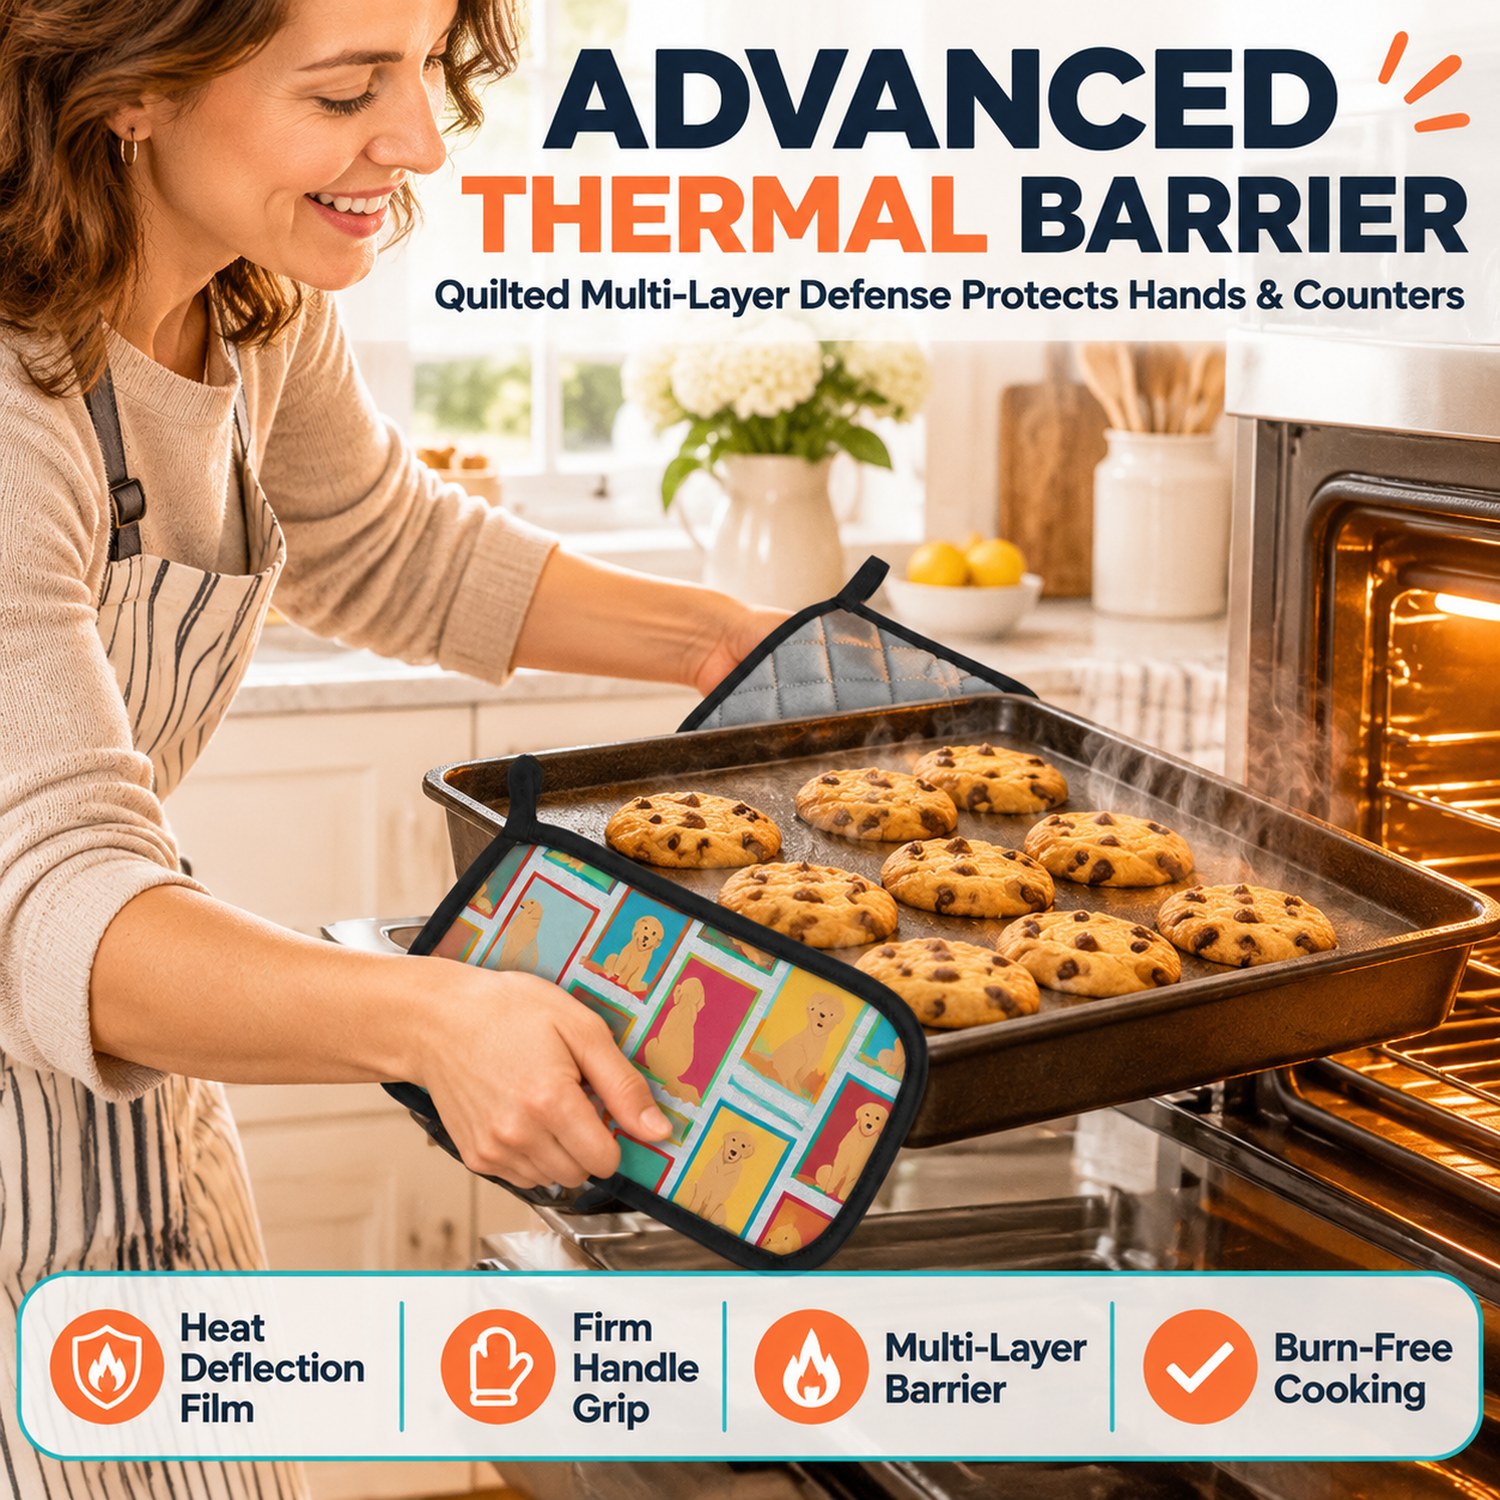 ADVANCED
THERMAL BARRIER
Quilted Multi-Layer Defense Protects Hands & Counters
Heat
Deflection
Film
Firm
Handle
Grip
Multi-Layer
Barrier
Burn-Free
Cooking